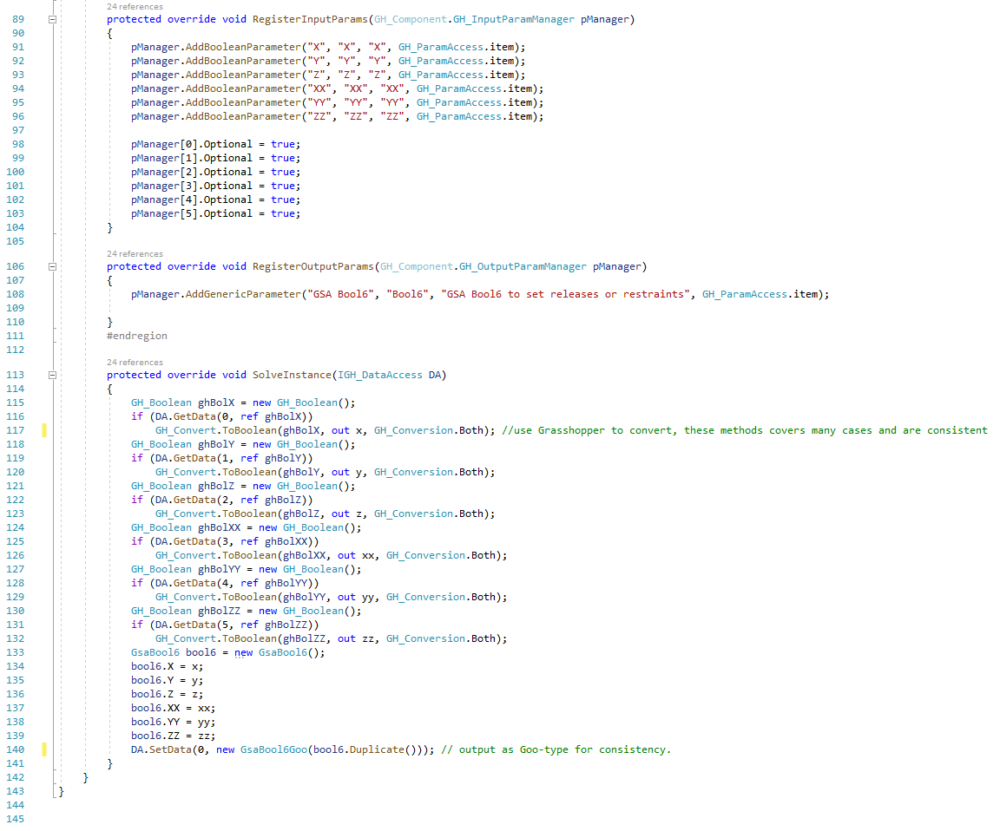 24 references
89 protected override void RegisterInputParams(GH_Component.GH_InputParamManager pManager)
90 {
91 pManager.AddBooleanParameter("X", "X", "X", GH_ParamAccess.item);
92 pManager.AddBooleanParameter("Y", "Y", "Y", GH_ParamAccess.item);
93 pManager.AddBooleanParameter("Z", "Z", "Z", GH_ParamAccess.item);
94 pManager.AddBooleanParameter("XX", "XX", "XX", GH_ParamAccess.item);
95 pManager.AddBooleanParameter("YY", "YY", "YY", GH_ParamAccess.item);
96 pManager.AddBooleanParameter("ZZ", "ZZ", "ZZ", GH_ParamAccess.item);
97
98 pManager[0].Optional = true;
99 pManager[1].Optional = true;
100 pManager[2].Optional = true;
101 pManager[3].Optional = true;
102 pManager[4].Optional = true;
103 pManager[5].Optional = true;
104 }
105
24 references
106 protected override void RegisterOutputParams(GH_Component.GH_OutputParamManager pManager)
107 {
108 pManager.AddGenericParameter("GSA Bool6", "Bool6", "GSA Bool6 to set releases or restraints", GH_ParamAccess.item);
109
110 }
111 #endregion
112
24 references
113 protected override void SolveInstance(IGH_DataAccess DA)
114 {
115 GH_Boolean ghBolX = new GH_Boolean();
116 if (DA.GetData(0, ref ghBolX))
117 GH_Convert.ToBoolean(ghBolX, out x, GH_Conversion.Both); //use Grasshopper to convert, these methods covers many cases and are consistent
118 GH_Boolean ghBolY = new GH_Boolean();
119 if (DA.GetData(1, ref ghBolY))
120 GH_Convert.ToBoolean(ghBolY, out y, GH_Conversion.Both);
121 GH_Boolean ghBolZ = new GH_Boolean();
122 if (DA.GetData(2, ref ghBolZ))
123 GH_Convert.ToBoolean(ghBolZ, out z, GH_Conversion.Both);
124 GH_Boolean ghBolXX = new GH_Boolean();
125 if (DA.GetData(3, ref ghBolXX))
126 GH_Convert.ToBoolean(ghBolXX, out xx, GH_Conversion.Both);
127 GH_Boolean ghBolYY = new GH_Boolean();
128 if (DA.GetData(4, ref ghBolYY))
129 GH_Convert.ToBoolean(ghBolYY, out yy, GH_Conversion.Both);
130 GH_Boolean ghBolZZ = new GH_Boolean();
131 if (DA.GetData(5, ref ghBolZZ))
132 GH_Convert.ToBoolean(ghBolZZ, out zz, GH_Conversion.Both);
133 GsaBool6 bool6 = new GsaBool6();
134 bool6.X = x;
135 bool6.Y = y;
136 bool6.Z = z;
137 bool6.XX = xx;
138 bool6.YY = yy;
139 bool6.ZZ = zz;
140 DA.SetData(0, new GsaBool6Goo(bool6.Duplicate())); // output as Goo-type for consistency.
141 }
142 }
143 }
144
145